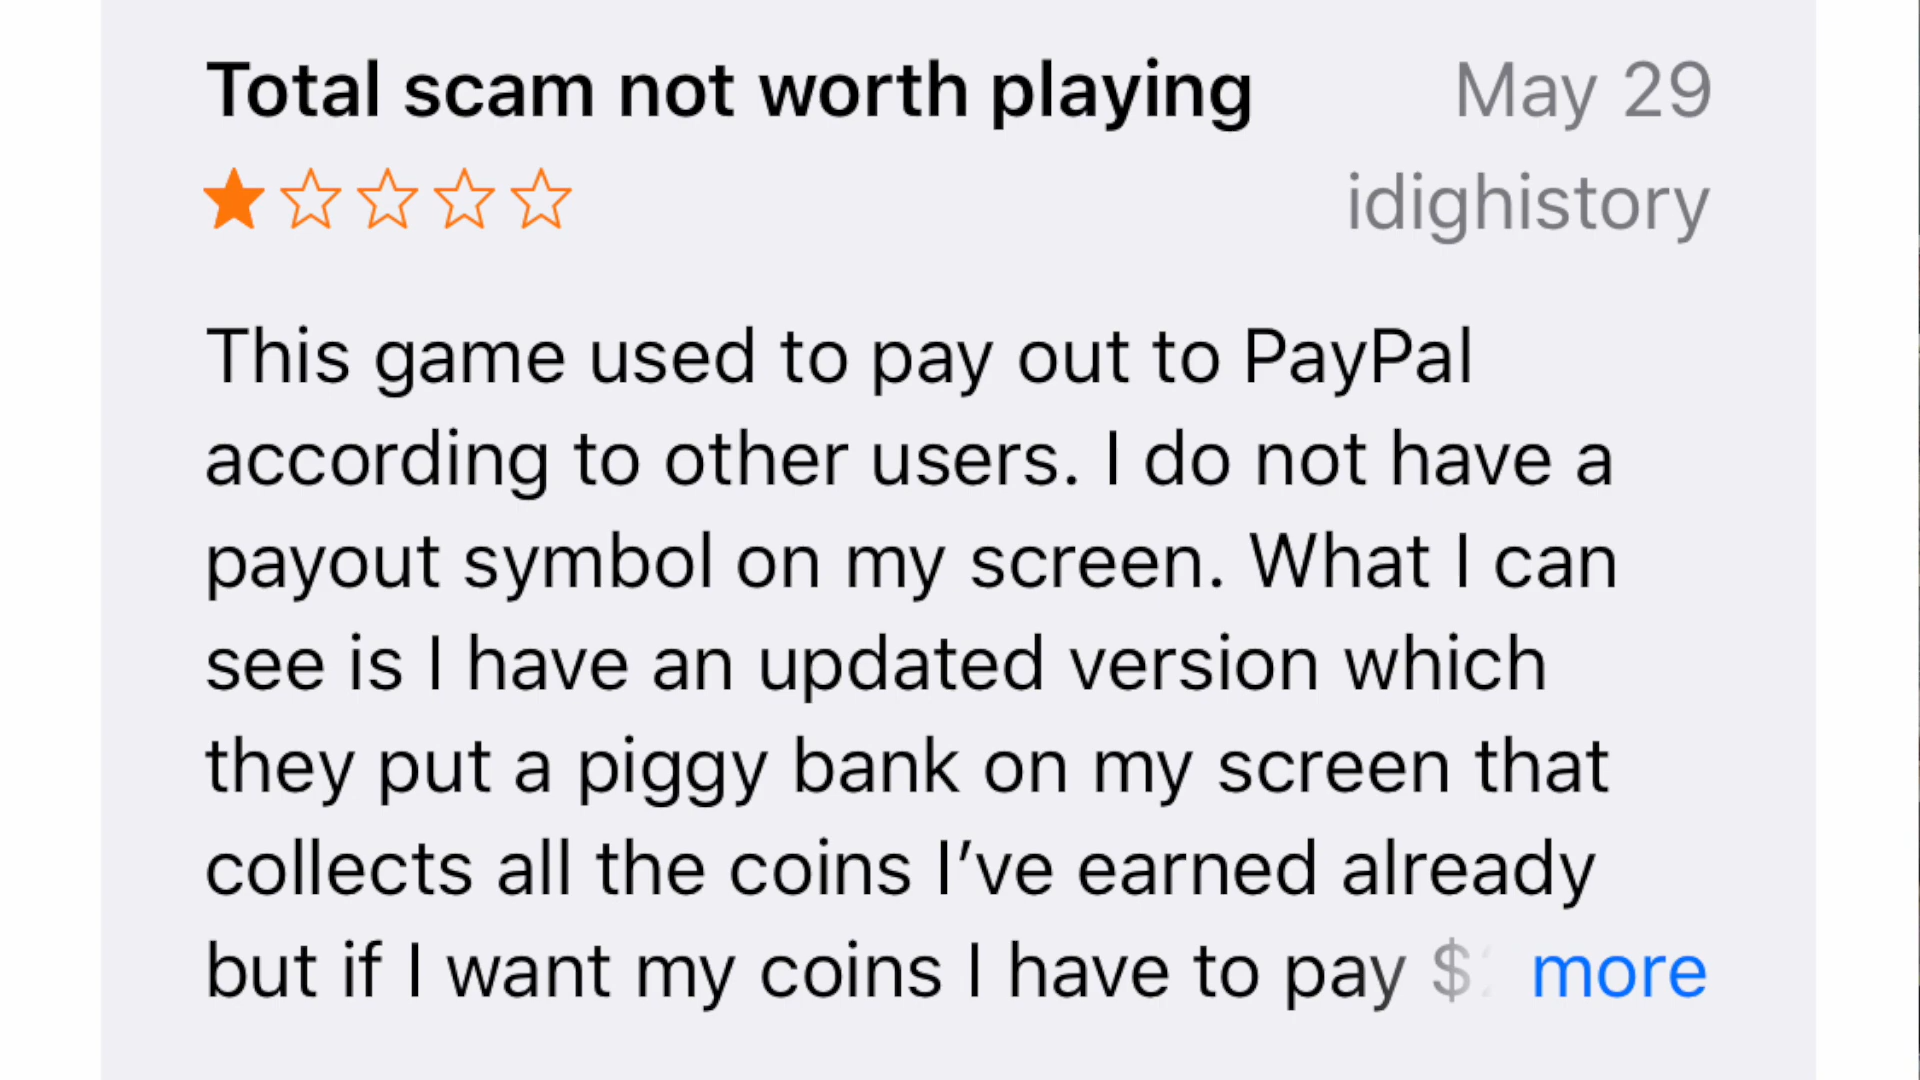 Total scam not worth playing
May 29
idighistory
This game used to pay out to PayPal
according to other users. I do not have a
payout symbol on my screen. What I can
see is I have an updated version which
they put a piggy bank on my screen that
collects all the coins I’ve earned already
but if I want my coins I have to pay $ more